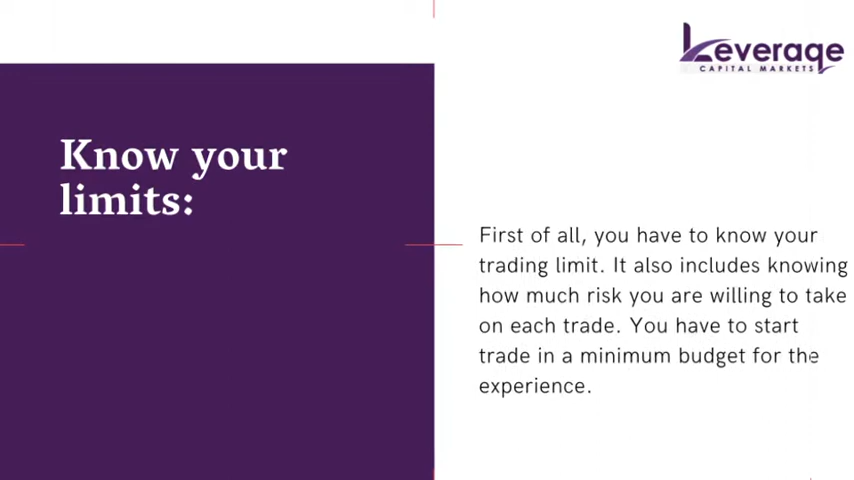 Leverage
CAPITAL MARKETS
Know your
limits:
First of all, you have to know your
trading limit. It also includes knowing
how much risk you are willing to take
on each trade. You have to start
trade in a minimum budget for the
experience.